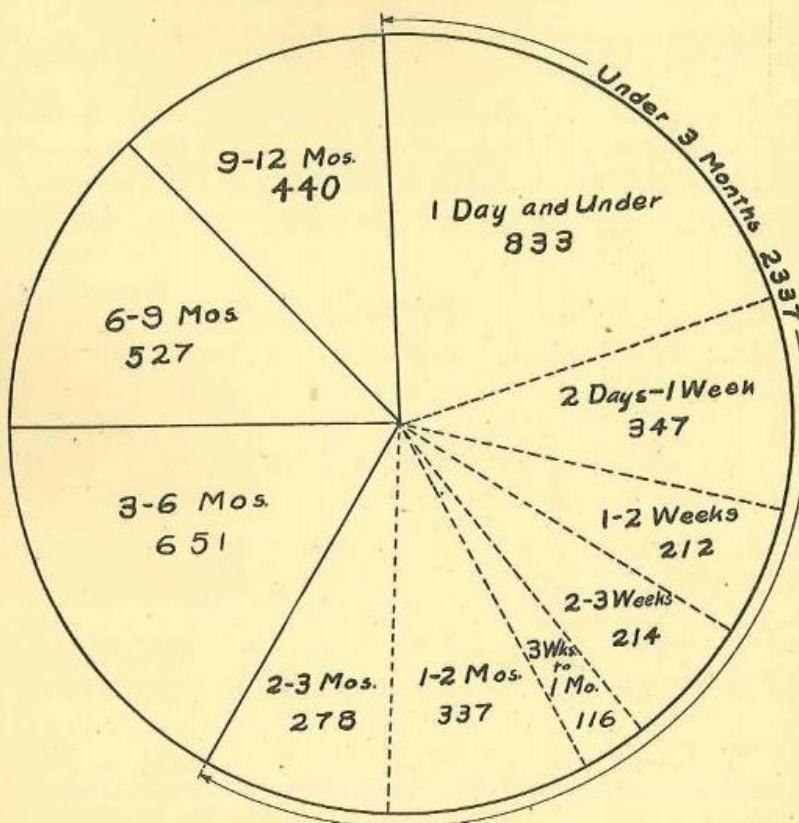 Under 3 Months 2337
1 Day and Under
833
2 Days-1 Week
347
1-2 Weeks
212
2-3 Weeks
214
3 Wks.
to
1 Mo.
116
1-2 Mos.
337
2-3 Mos.
278
3-6 Mos.
651
6-9 Mos.
527
9-12 Mos.
440